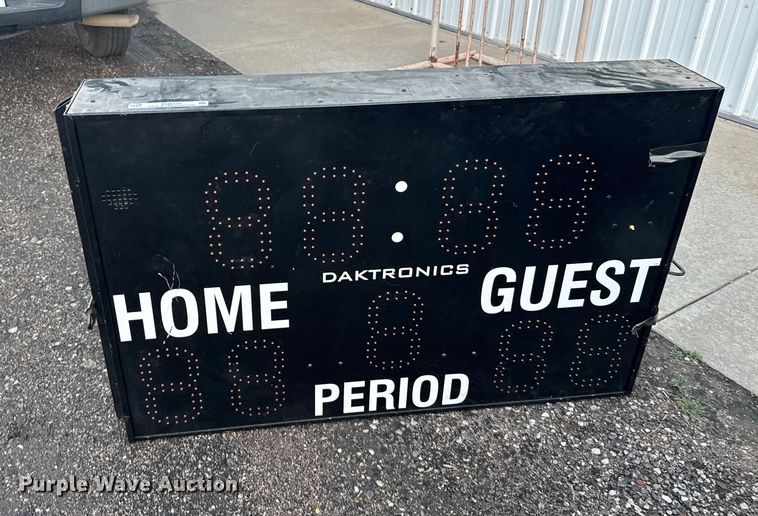 DAKTRONICS
HOME GUEST
PERIOD
Purple Wave Auction